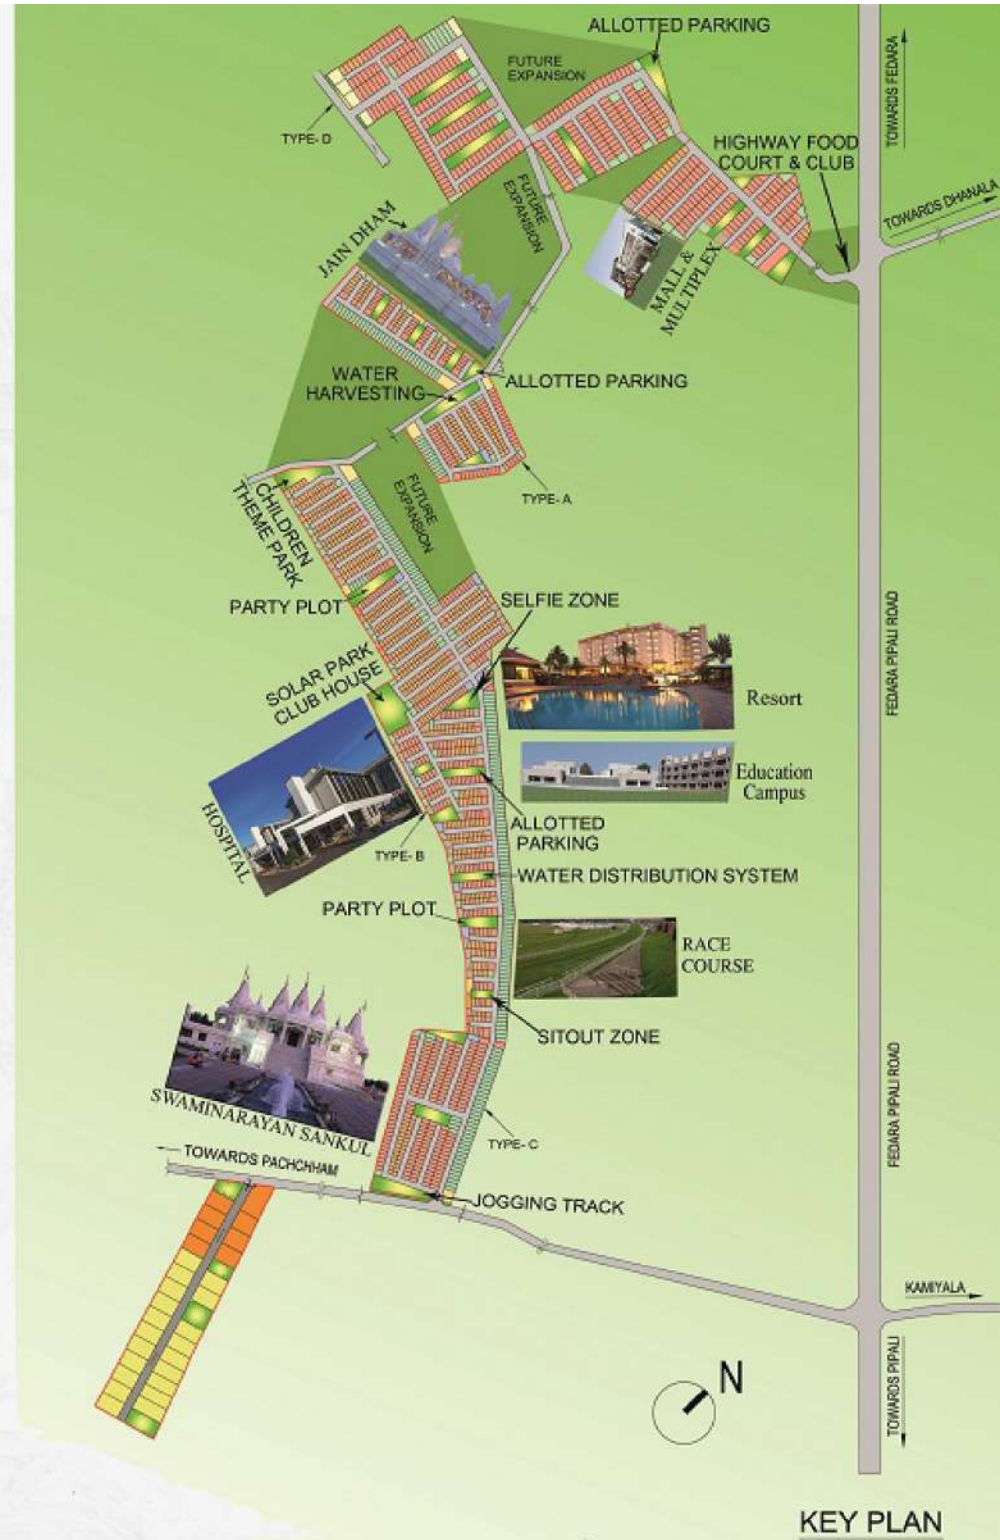 ALLOTTED PARKING
FUTURE
EXPANSION
TOWARDS FEDARA
TYPE- D
HIGHWAY FOOD
COURT & CLUB
TOWARDS DHANALA
FUTURE
EXPANSION
JAIN DHAM
MALL &
MULTIPLEX
WATER
HARVESTING
ALLOTTED PARKING
TYPE- A
FUTURE
EXPANSION
CHILDREN
THEME PARK
PARTY PLOT
SELFIE ZONE
FEDARA PIPALI ROAD
SOLAR PARK
CLUB HOUSE
Resort
Education
Campus
HOSPITAL
ALLOTTED
PARKING
TYPE- B
WATER DISTRIBUTION SYSTEM
PARTY PLOT
RACE
COURSE
SITOUT ZONE
SWAMINARAYAN SANKUL
TYPE- C
FEDARA PIPALI ROAD
TOWARDS PACHCHHAM
JOGGING TRACK
KAMIYALA
TOWARDS PIPALI
N
KEY PLAN